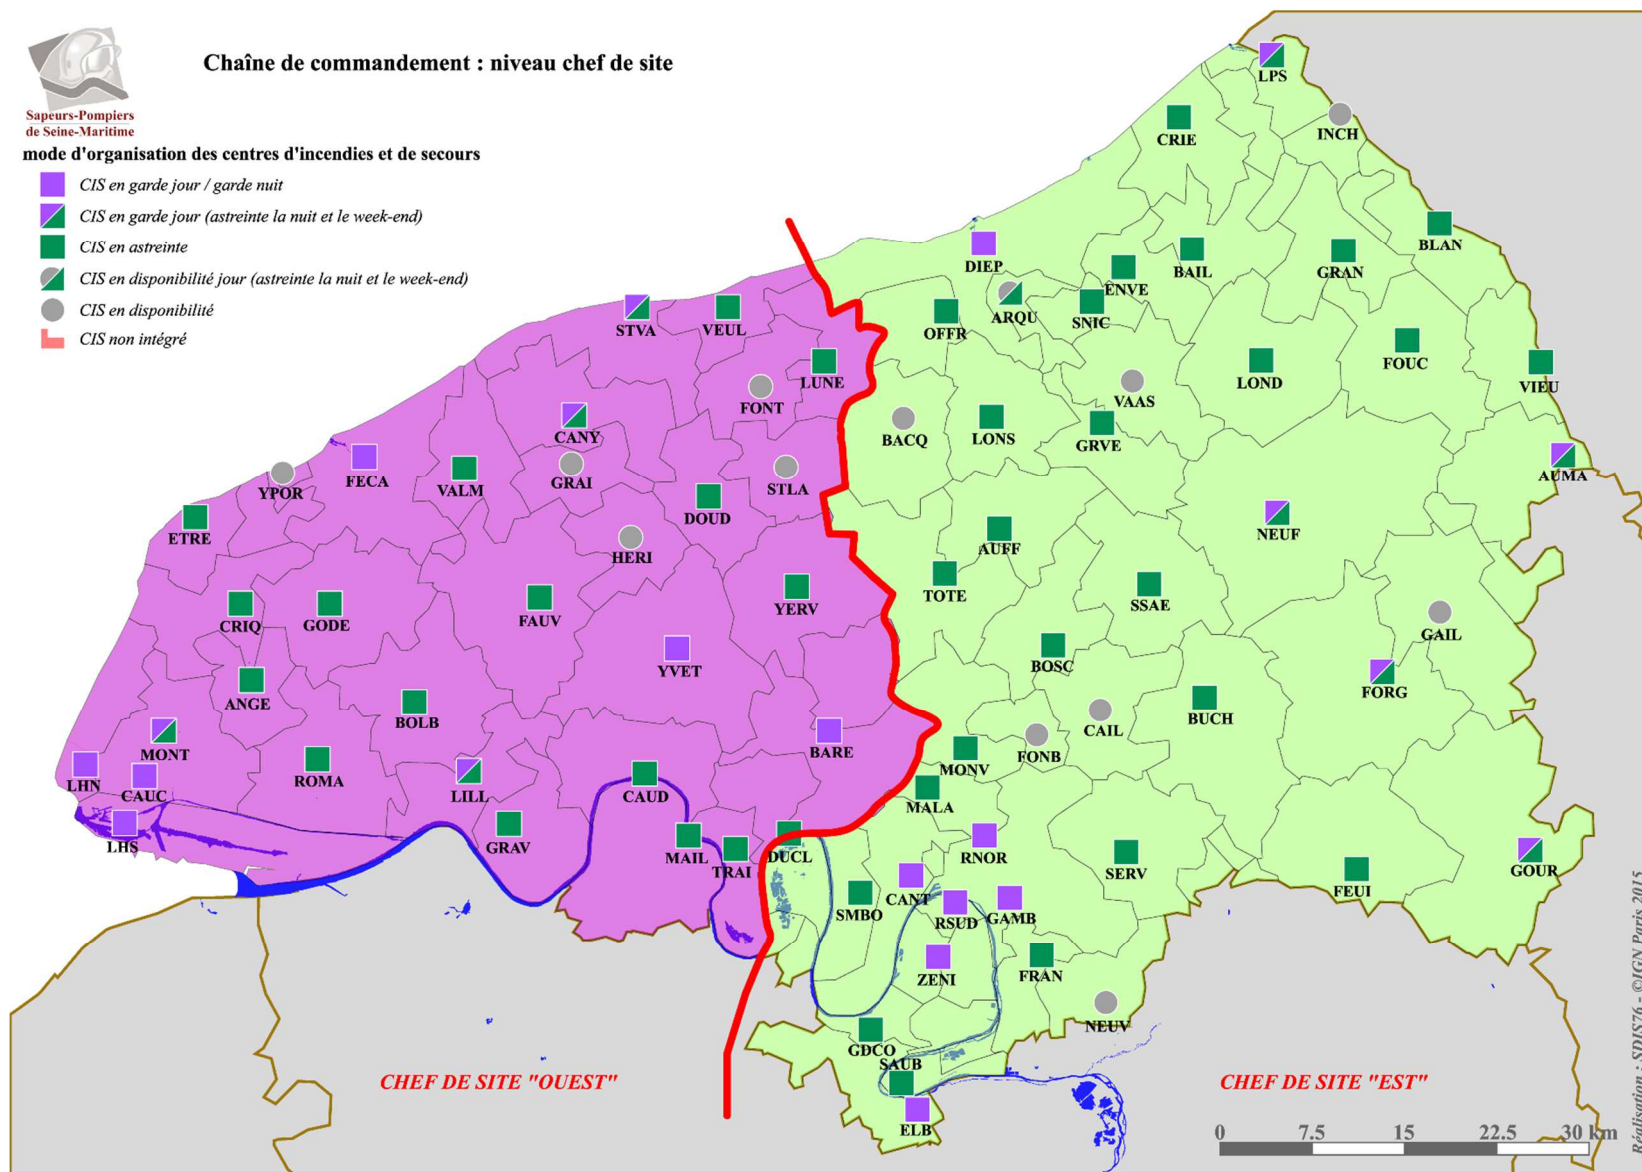 Chaîne de commandement : niveau chef de site
Sapeurs-Pompiers
de Seine-Maritime
mode d'organisation des centres d'incendies et de secours
CIS en garde jour / garde nuit
CIS en garde jour (astreinte la nuit et le week-end)
CIS en astreinte
CIS en disponibilité jour (astreinte la nuit et le week-end)
CIS en disponibilité
CIS non intégré
LPS
INCH
CRIE
BLAN
DIEP
BAIL
GRAN
ENVE
ARQU
SNIC
OFFR
STVA
VEUL
LUNE
FOUC
LOND
VIEU
FONT
VAAS
CANY
BACQ
LONS
GRVE
AUMA
YPOR
FECA
VALM
GRAI
STLA
DOUD
ETRE
NEUF
HERI
AUFF
TOTE
SSAE
CRIQ
GODE
FAUV
YERV
GAIL
YVET
BOSC
FORG
ANGE
BOLB
BUCH
CAIL
MONT
BARE
FONB
MONV
LHN
CAUC
ROMA
LILL
CAUD
MALA
LHS
GRAV
MAIL
TRAI
DUCL
RNOR
SERV
FEUI
GOUR
CANT
SMBO
RSUD
GAMB
ZENI
FRAN
NEUV
GDCO
SAUB
ELB
CHEF DE SITE "OUEST"
CHEF DE SITE "EST"
0 7.5 15 22.5 30 km
Réalisation : SDIS76 - ©IGN Paris 2015